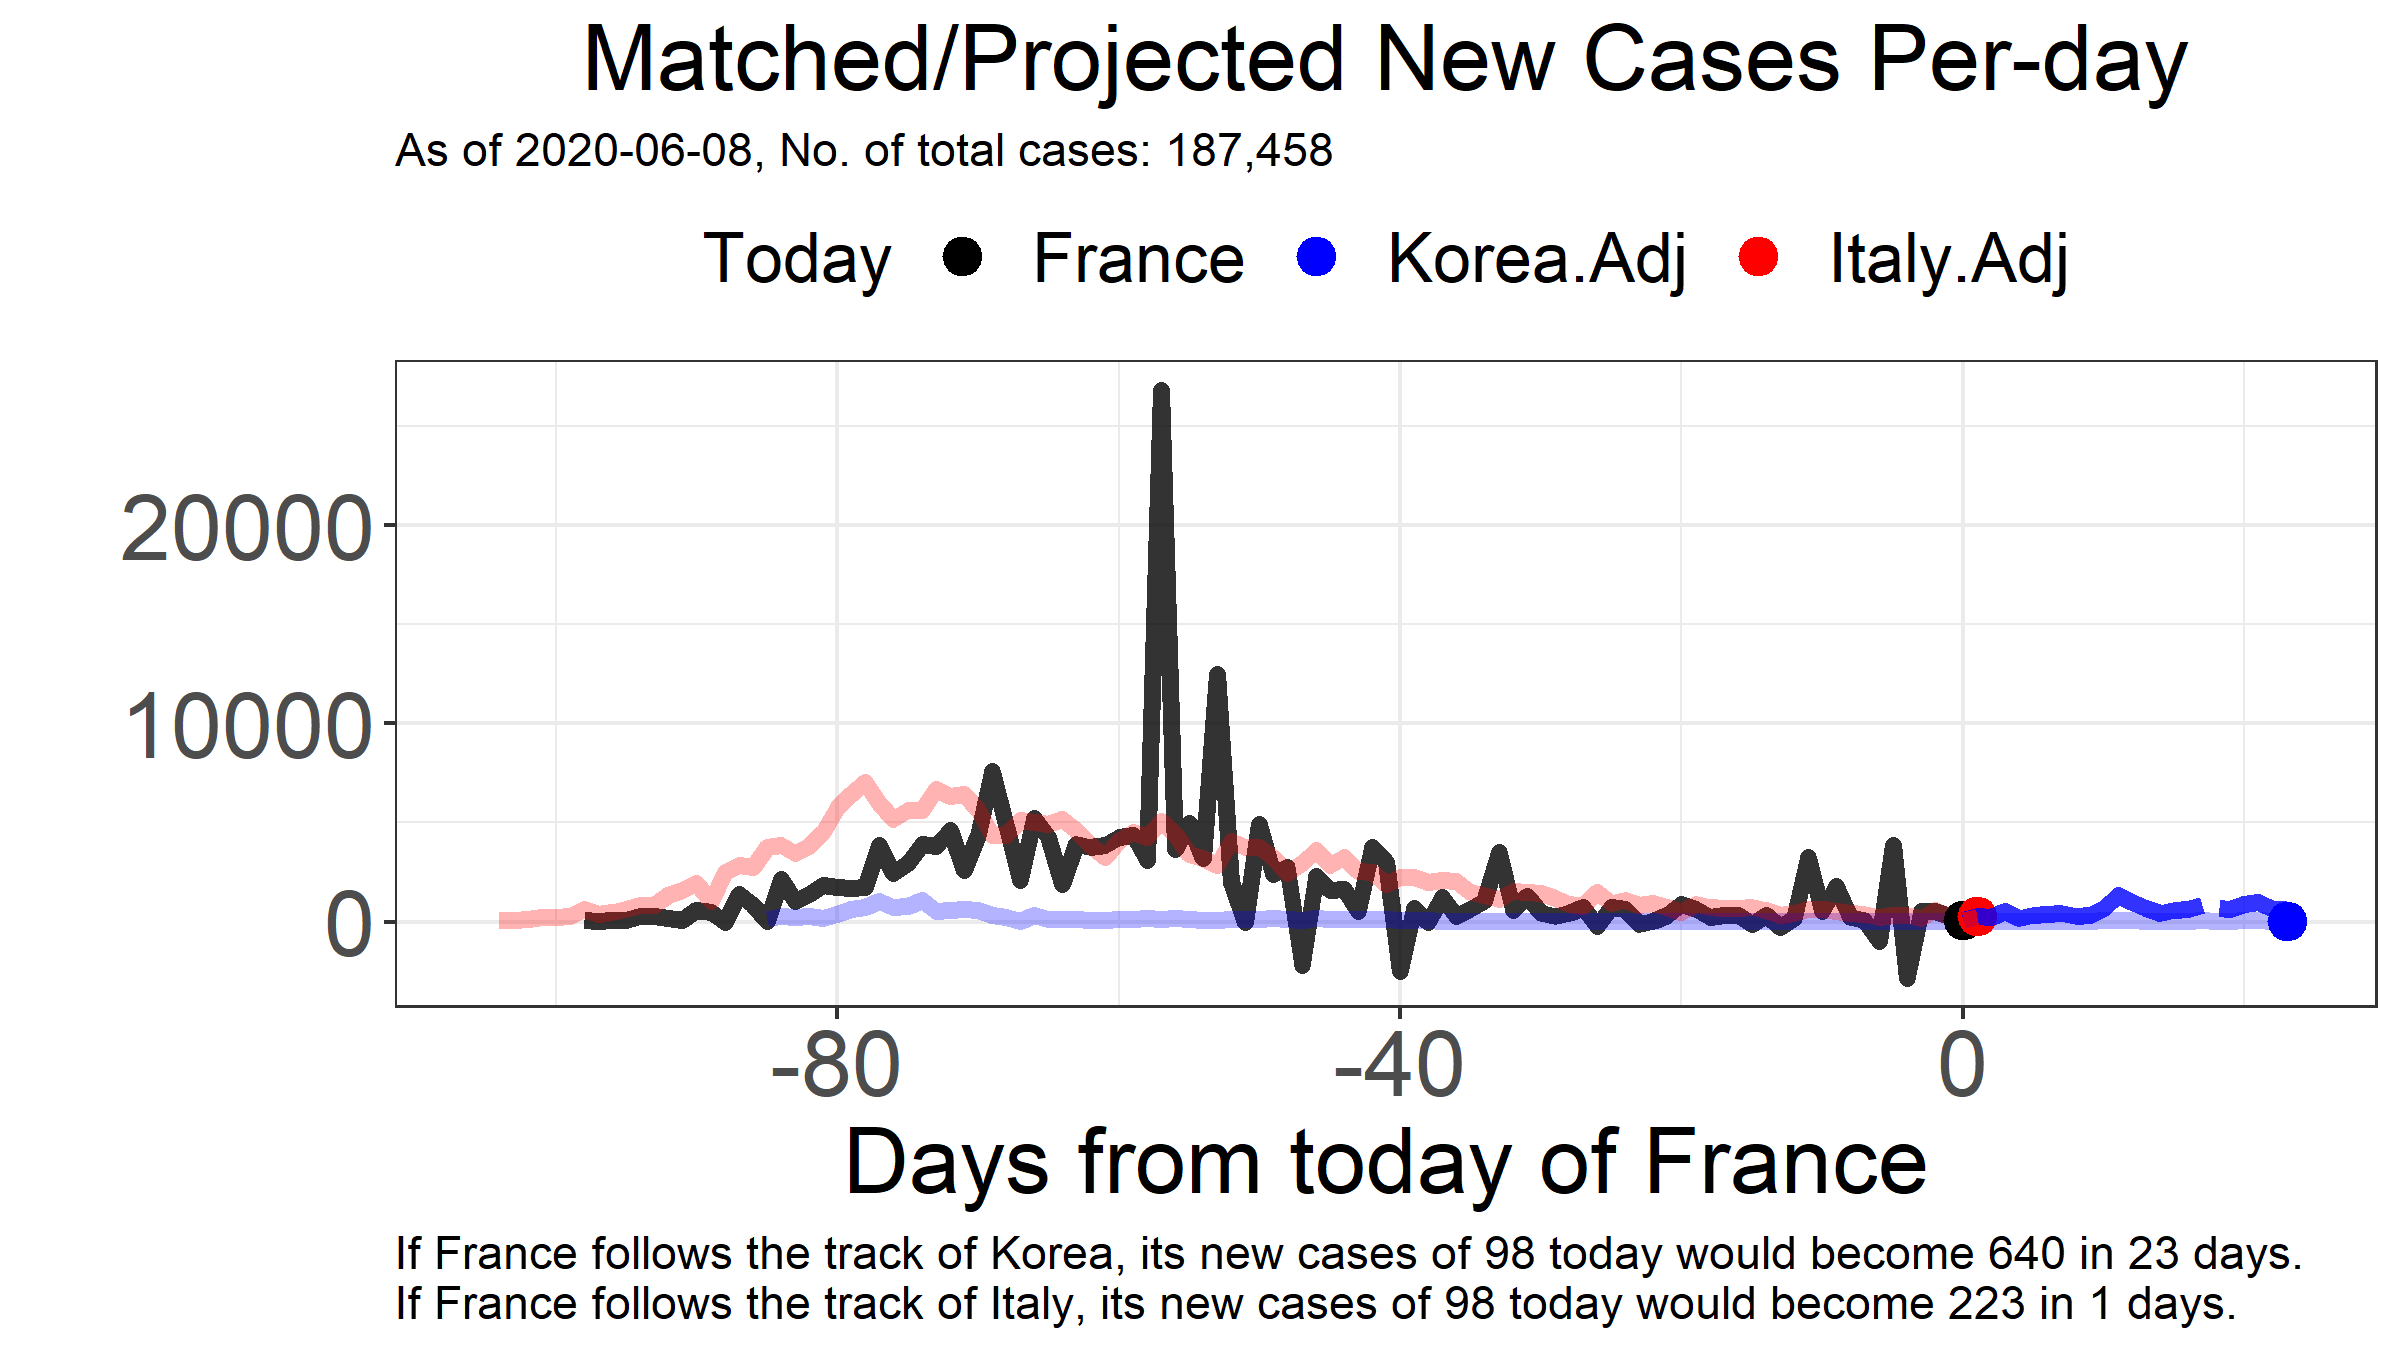 Matched/Projected New Cases Per-day
As of 2020-06-08, No. of total cases: 187,458
Today France Korea.Adj Italy.Adj
20000
10000
0
-80 -40 0
Days from today of France
If France follows the track of Korea, its new cases of 98 today would become 640 in 23 days.
If France follows the track of Italy, its new cases of 98 today would become 223 in 1 days.